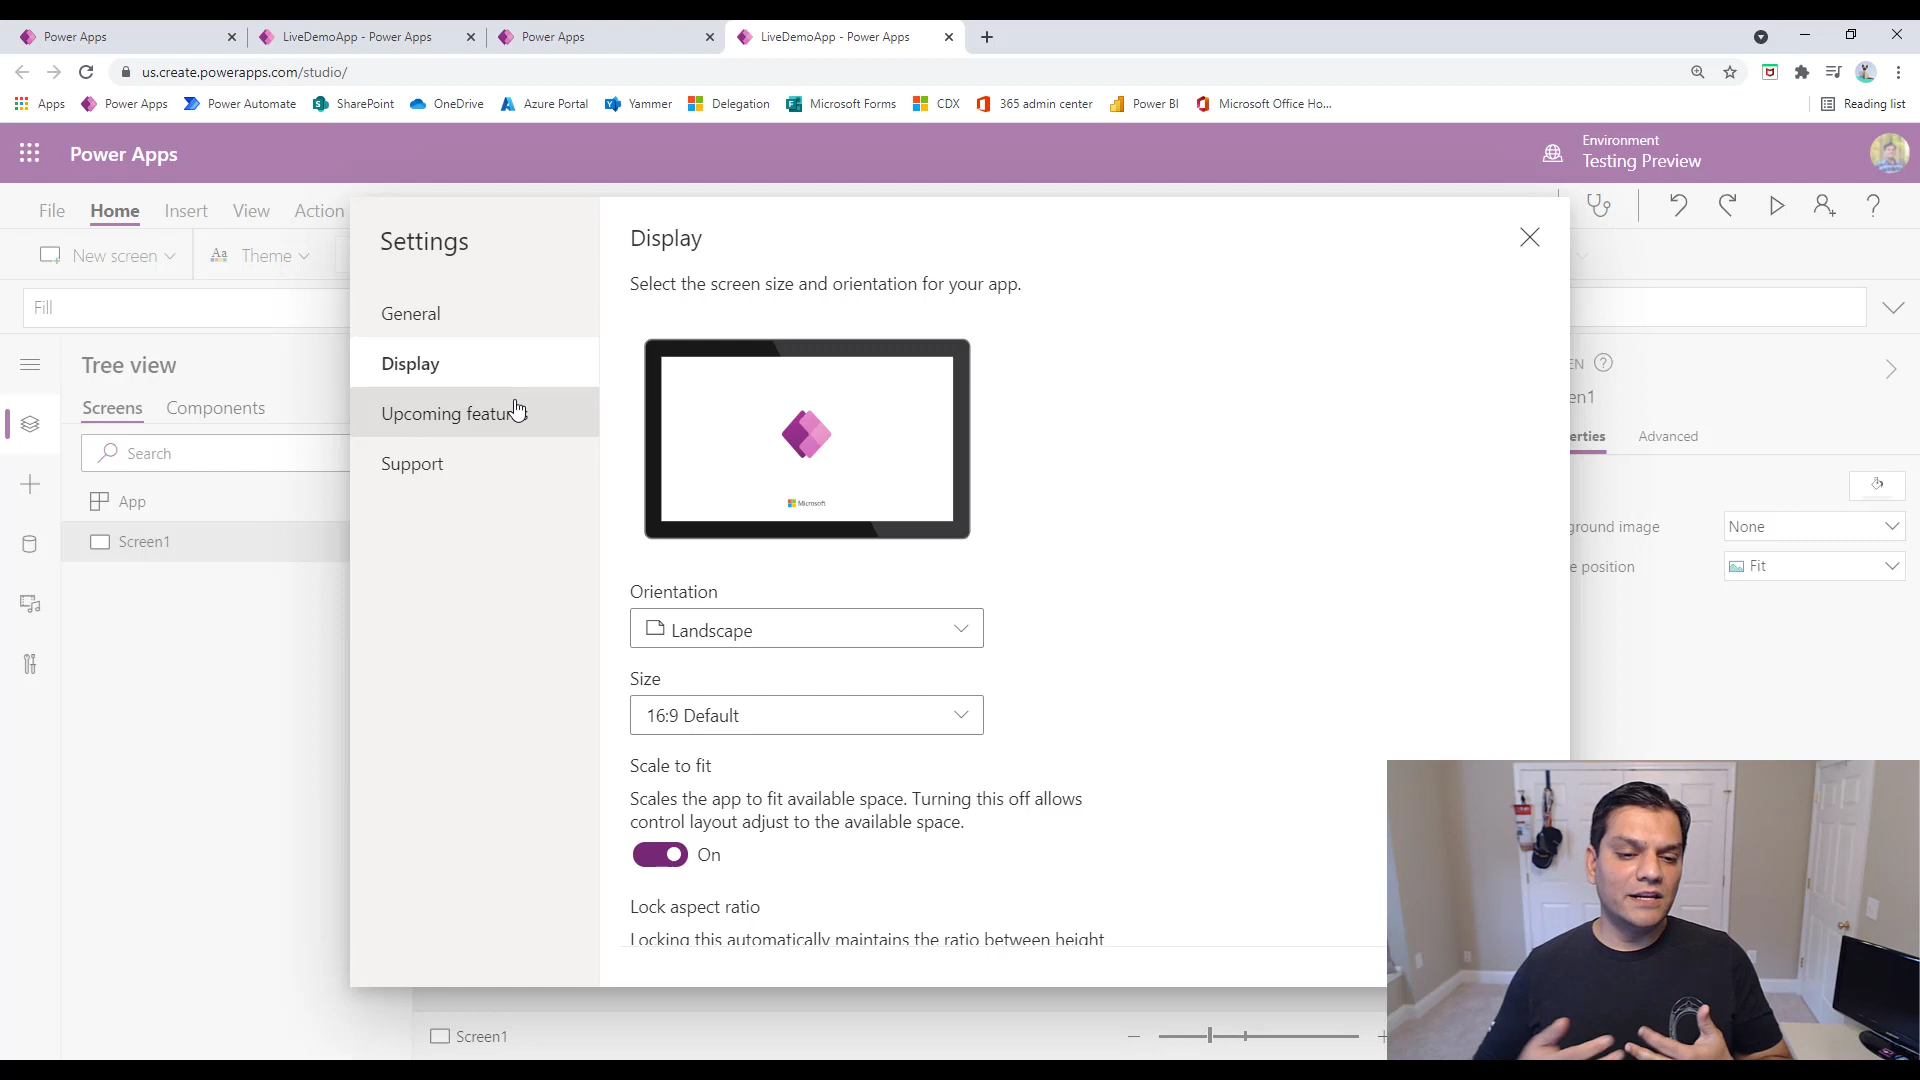 Power Apps
LiveDemoApp - Power Apps
Power Apps
LiveDemoApp - Power Apps
us.create.powerapps.com/studio/
Apps
Power Apps
Power Automate
SharePoint
OneDrive
Azure Portal
Yammer
Delegation
Microsoft Forms
CDX
365 admin center
Power BI
Microsoft Office Ho...
Reading list
Power Apps
Environment
Testing Preview
File
Home
Insert
View
Action
New screen
Theme
Fill
Tree view
Screens
Components
Search
App
Screen1
Settings
General
Display
Upcoming featur
Support
Display
Select the screen size and orientation for your app.
Microsoft
Orientation
Landscape
Size
16:9 Default
Scale to fit
Scales the app to fit available space. Turning this off allows
control layout adjust to the available space.
On
Lock aspect ratio
Locking this automatically maintains the ratio between height
EN
en1
erties
Advanced
ground image
None
e position
Fit
Screen1